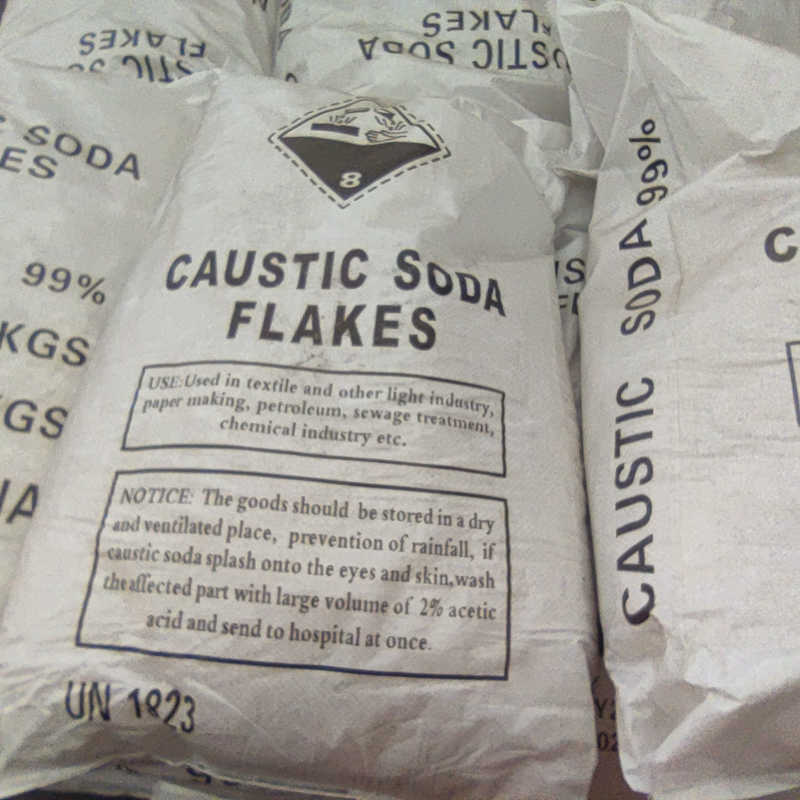 FLAKES
CAUSTIC SODA
FLAKES
SODA
99%
KGS
8
CAUSTIC SODA
FLAKES
USE:Used in textile and other light industry,
paper making, petroleum, sewage treatment,
chemical industry etc.
NOTICE: The goods should be stored in a dry
and ventilated place, prevention of rainfall, if
caustic soda splash onto the eyes and skin,wash
the affected part with large volume of 2% acetic
acid and send to hospital at once.
UN 1823
CAUSTIC SODA 99%